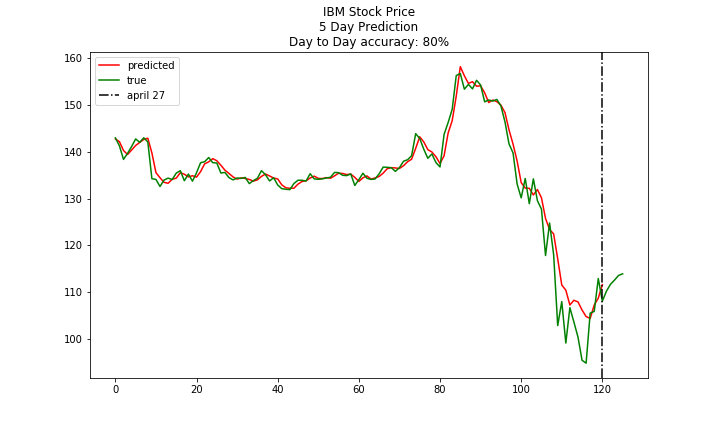 IBM Stock Price
5 Day Prediction
Day to Day accuracy: 80%
predicted
true
april 27
160
150
140
130
120
110
100
0
20
40
60
80
100
120